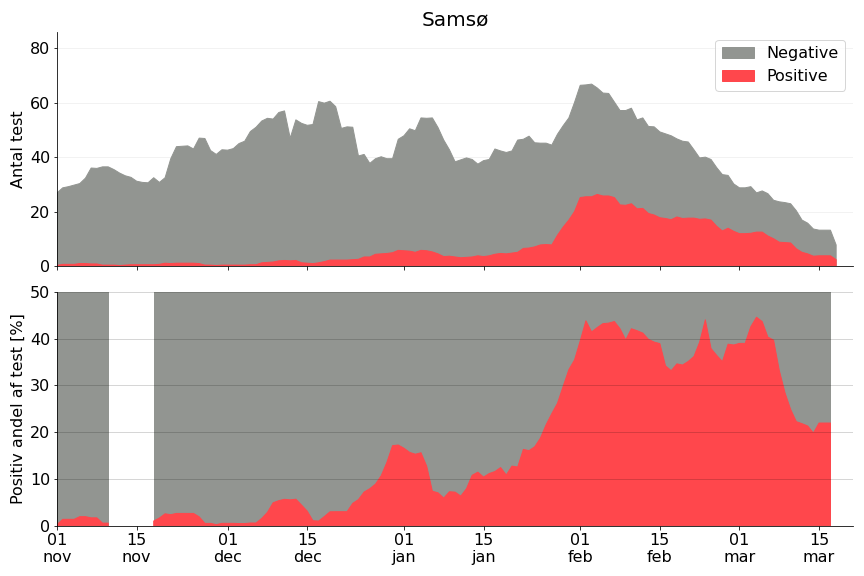 Samsø
Negative
Positive
Antal test
80
60
40
20
0
Positiv andel af test [%]
50
40
30
20
10
0
01 15 01 15 01 15 01 15 01 15
nov nov dec dec jan jan feb feb mar mar